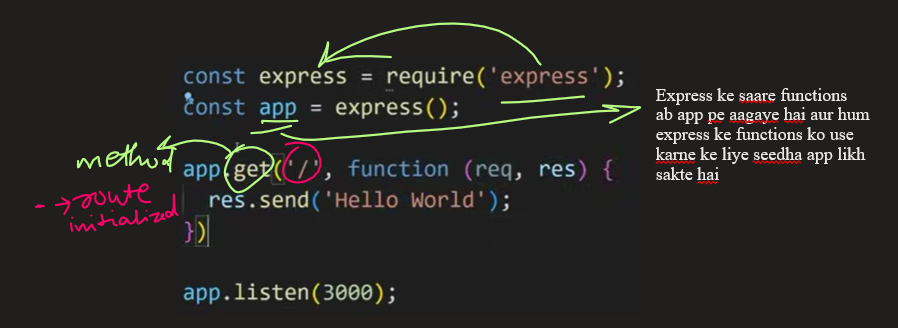 const express = require('express');
const app = express();
app.get('/', function (req, res) {
res.send('Hello World');
})
app.listen(3000);
method
→ route
initialized
Express ke saare functions
ab app pe aagaye hai aur hum
express ke functions ko use
karne ke liye seedha app likh
sakte hai